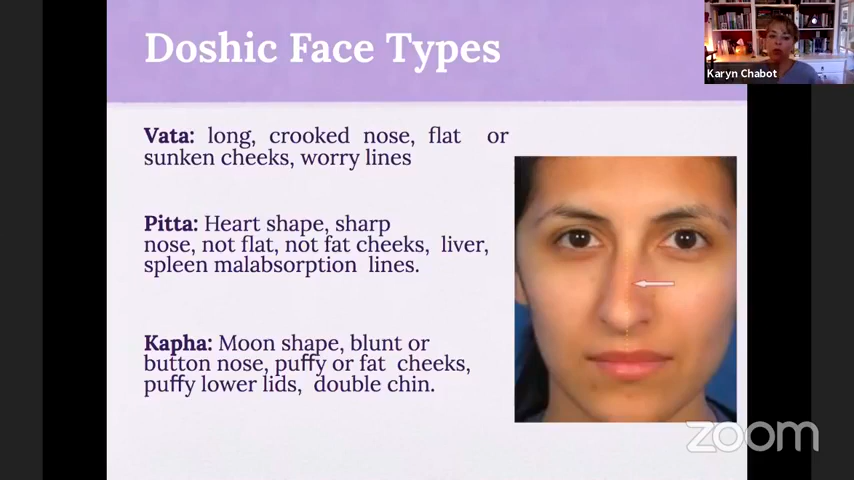 Doshic Face Types
Karyn Chabot
Vata: long, crooked nose, flat or
sunken cheeks, worry lines
Pitta: Heart shape, sharp
nose, not flat, not fat cheeks, liver,
spleen malabsorption lines.
Kapha: Moon shape, blunt or
button nose, puffy or fat cheeks,
puffy lower lids, double chin.
zoom